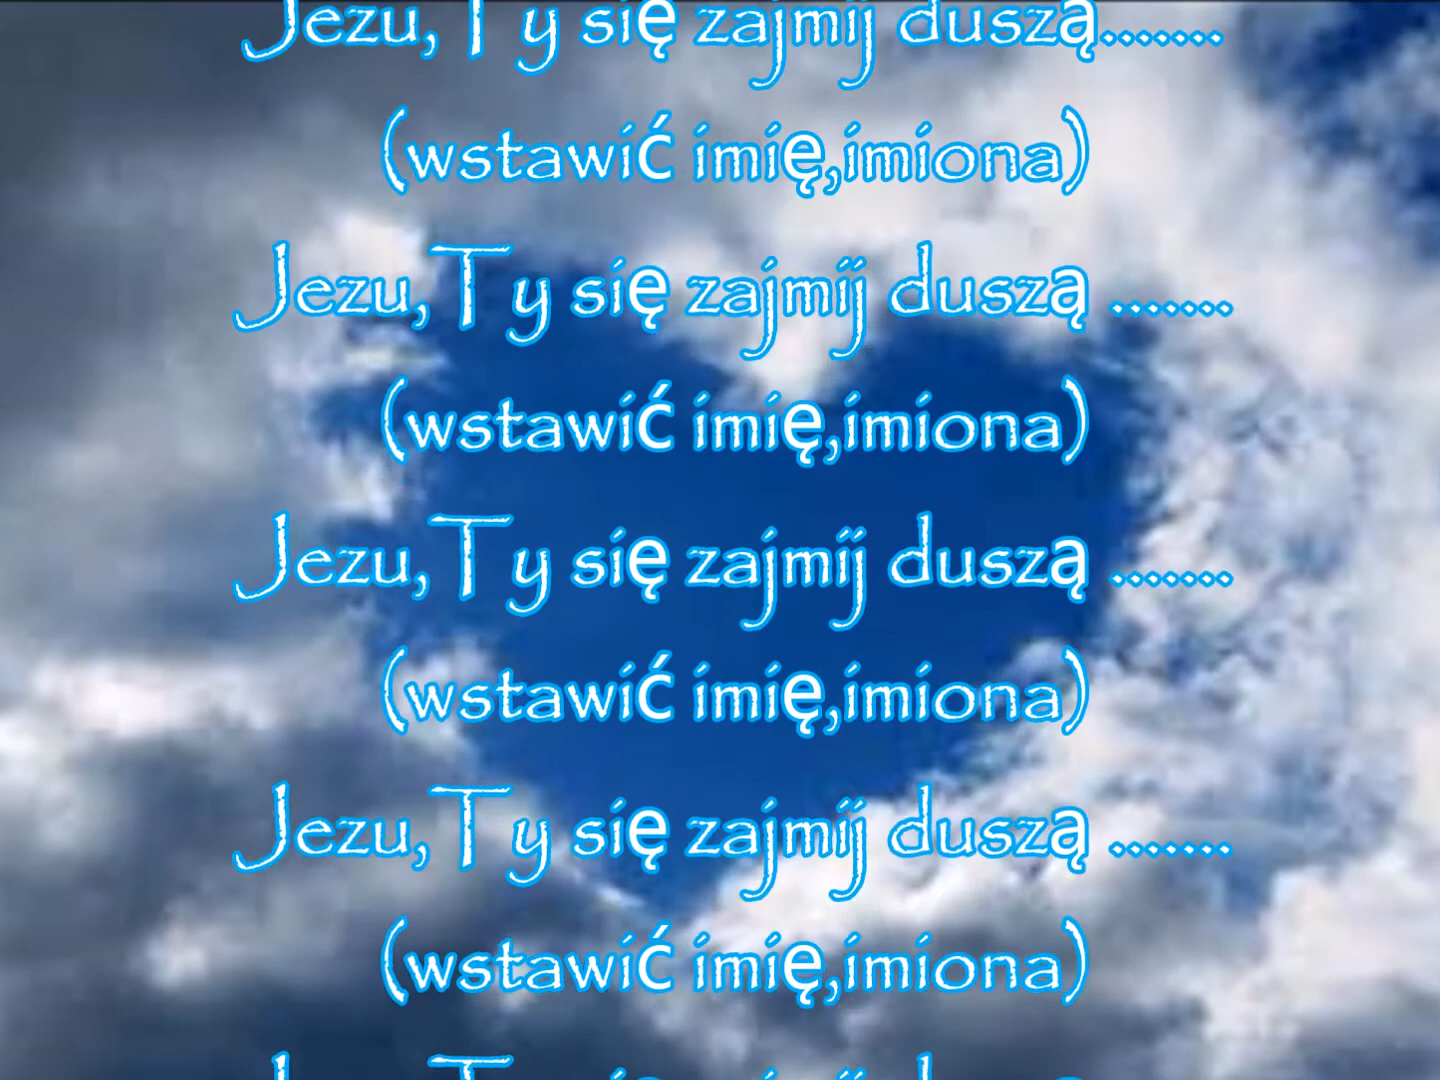 Jezu, Ty się zajmij duszą.......
(wstawić imię,imiona)
Jezu, Ty się zajmij duszą .......
(wstawić imię,imiona)
Jezu, Ty się zajmij duszą .......
(wstawić imię,imiona)
Jezu, Ty się zajmij duszą .......
(wstawić imię,imiona)